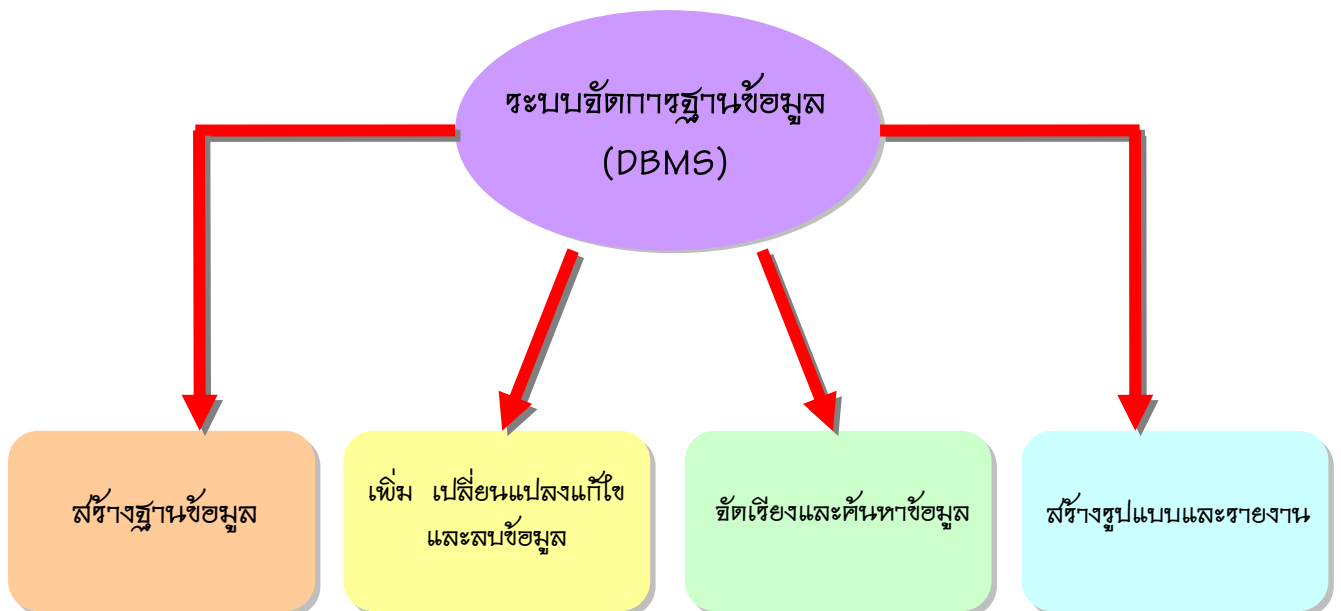 ระบบจัดการฐานข้อมูล
(DBMS)
สร้างฐานข้อมูล
เพิ่ม เปลี่ยนแปลงแก้ไข
และลบข้อมูล
จัดเรียงและค้นหาข้อมูล
สร้างรูปแบบและรายงาน